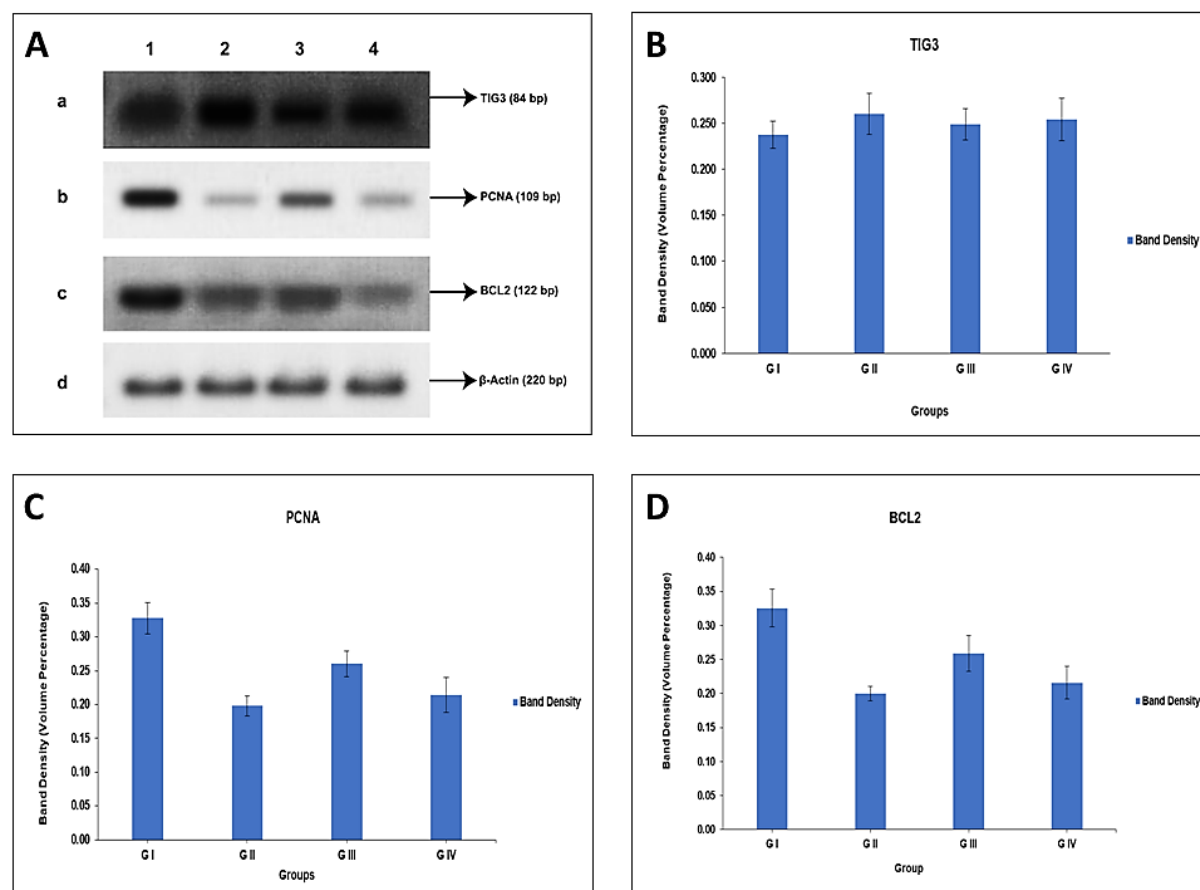 A
1 2 3 4
a
TIG3 (84 bp)
b
PCNA (109 bp)
c
BCL2 (122 bp)
d
β-Actin (220 bp)
B
TIG3
Band Density (Volume Percentage)
0.300
0.250
0.200
0.150
0.100
0.050
0.000
G I G II G III G IV
Groups
Band Density
C
PCNA
Band Density (Volume Percentage)
0.40
0.35
0.30
0.25
0.20
0.15
0.10
0.05
0.00
G I G II G III G IV
Groups
Band Density
D
BCL2
Band Density (Volume Percentage)
0.40
0.35
0.30
0.25
0.20
0.15
0.10
0.05
0.00
G I G II G III G IV
Group
Band Density